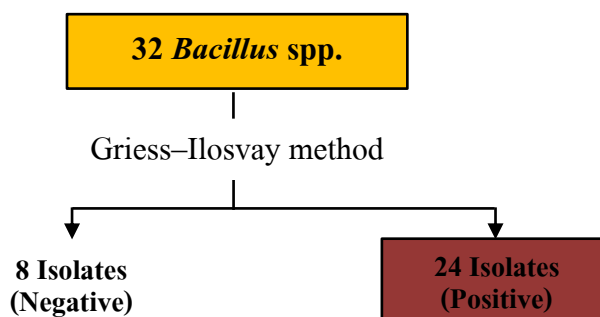 32 Bacillus spp.
Griess–Ilosvay method
8 Isolates
(Negative)
24 Isolates
(Positive)